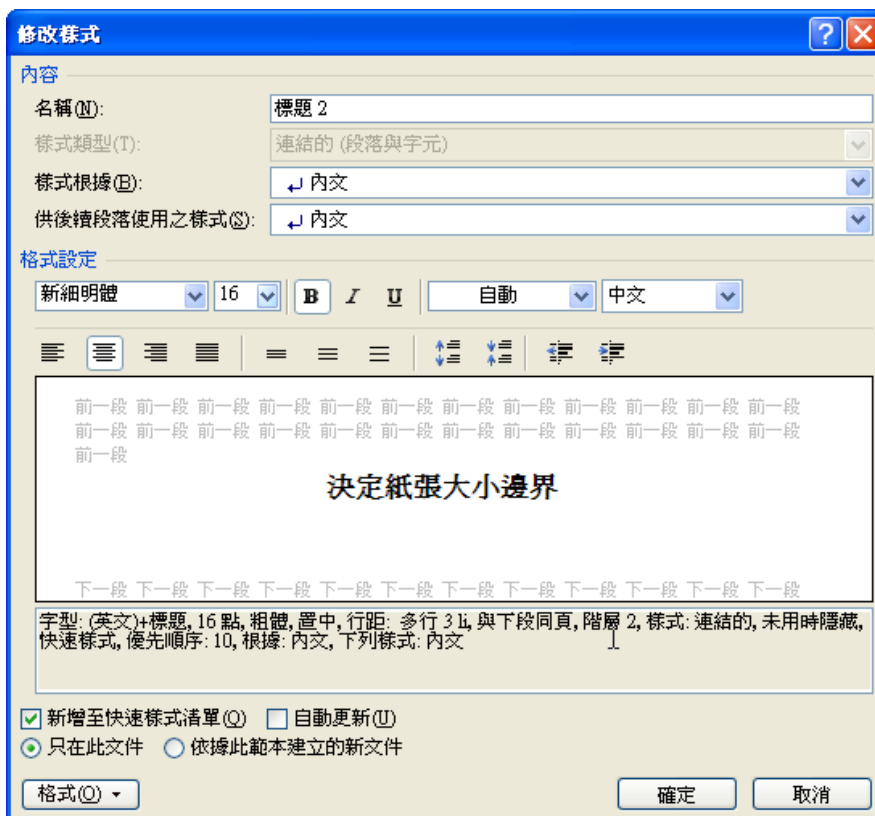 修改樣式
內容
名稱(N): 標題 2
樣式類型(T): 連結的 (段落與字元)
樣式根據(B): 內文
供後續段落使用之樣式(S): 內文
格式設定
新細明體 16 B I U 自動 中文
前一段 前一段 前一段 前一段 前一段 前一段 前一段 前一段 前一段 前一段 前一段 前一段
前一段 前一段 前一段 前一段 前一段 前一段 前一段 前一段 前一段 前一段 前一段 前一段
前一段
決定紙張大小邊界
下一段 下一段 下一段 下一段 下一段 下一段 下一段 下一段 下一段 下一段 下一段 下一段
字型: (英文)+標題, 16 點, 粗體, 置中, 行距: 多行 3 li, 與下段同頁, 階層 2, 樣式: 連結的, 未用時隱藏,
快速樣式, 優先順序: 10, 根據: 內文, 下列樣式: 內文
新增至快速樣式清單(Q) 自動更新(U)
只在此文件 依據此範本建立的新文件
格式(O) 確定 取消